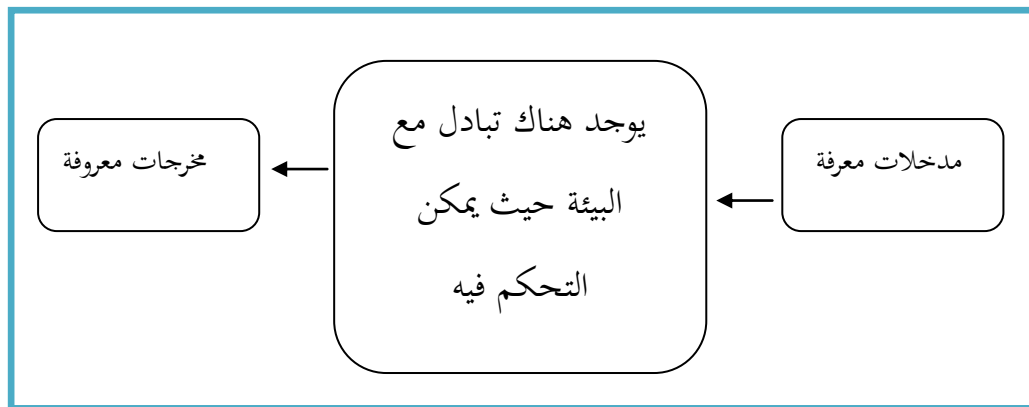 مدخلات معرفة
يوجد هناك تبادل مع
البيئة حيث يمكن
التحكم فيه
مخرجات معروفة